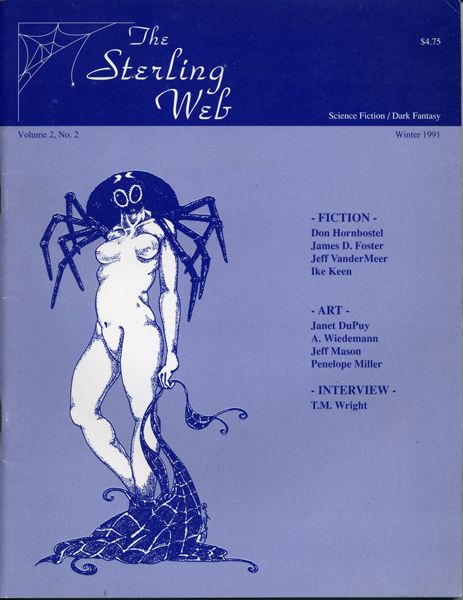 The
Sterling
Web
$4.75
Science Fiction / Dark Fantasy
Volume 2, No. 2
Winter 1991
- FICTION -
Don Hornbostel
James D. Foster
Jeff VanderMeer
Ike Keen
- ART -
Janet DuPuy
A. Wiedemann
Jeff Mason
Penelope Miller
- INTERVIEW -
T.M. Wright